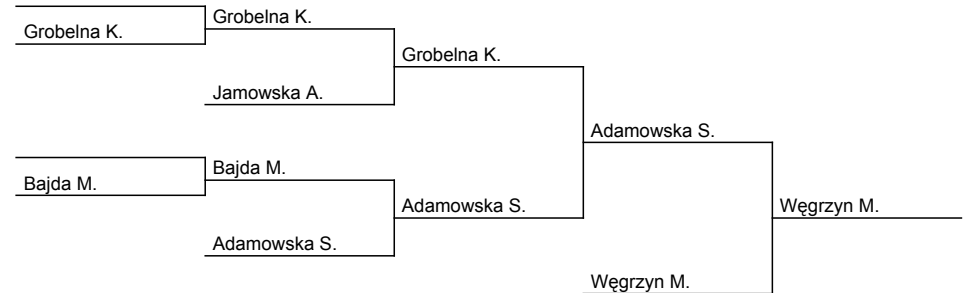 Grobelna K.
Grobelna K.
Grobelna K.
Jamowska A.
Adamowska S.
Bajda M.
Bajda M.
Adamowska S.
Węgrzyn M.
Adamowska S.
Węgrzyn M.